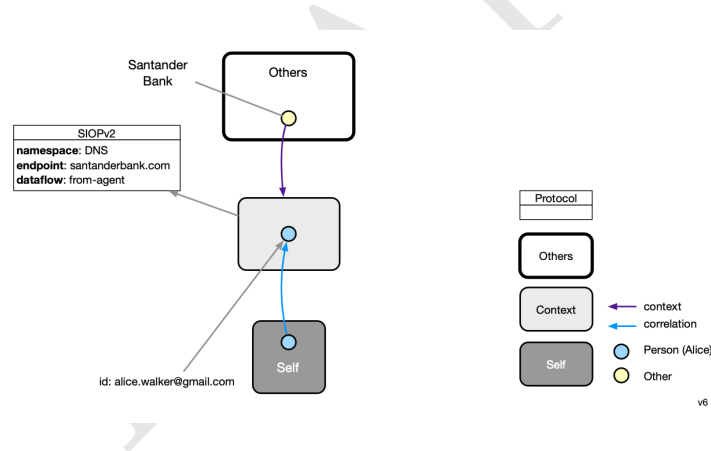 Santander
Bank
Others
SIOPv2
namespace: DNS
endpoint: santanderbank.com
dataflow: from-agent
Self
id: alice.walker@gmail.com
Protocol
Others
Context
context
correlation
Self
Person (Alice)
Other
v6